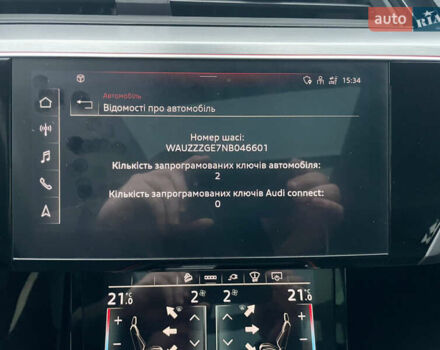 auto RIA
15:34
Автомобіль
Відомості про автомобіль
Номер шасі:
WAUZZZGE7NB046601
Кількість запрограмованих ключів автомобіля:
2
Кількість запрограмованих ключів Audi connect:
0
21°C 2 2 21°C